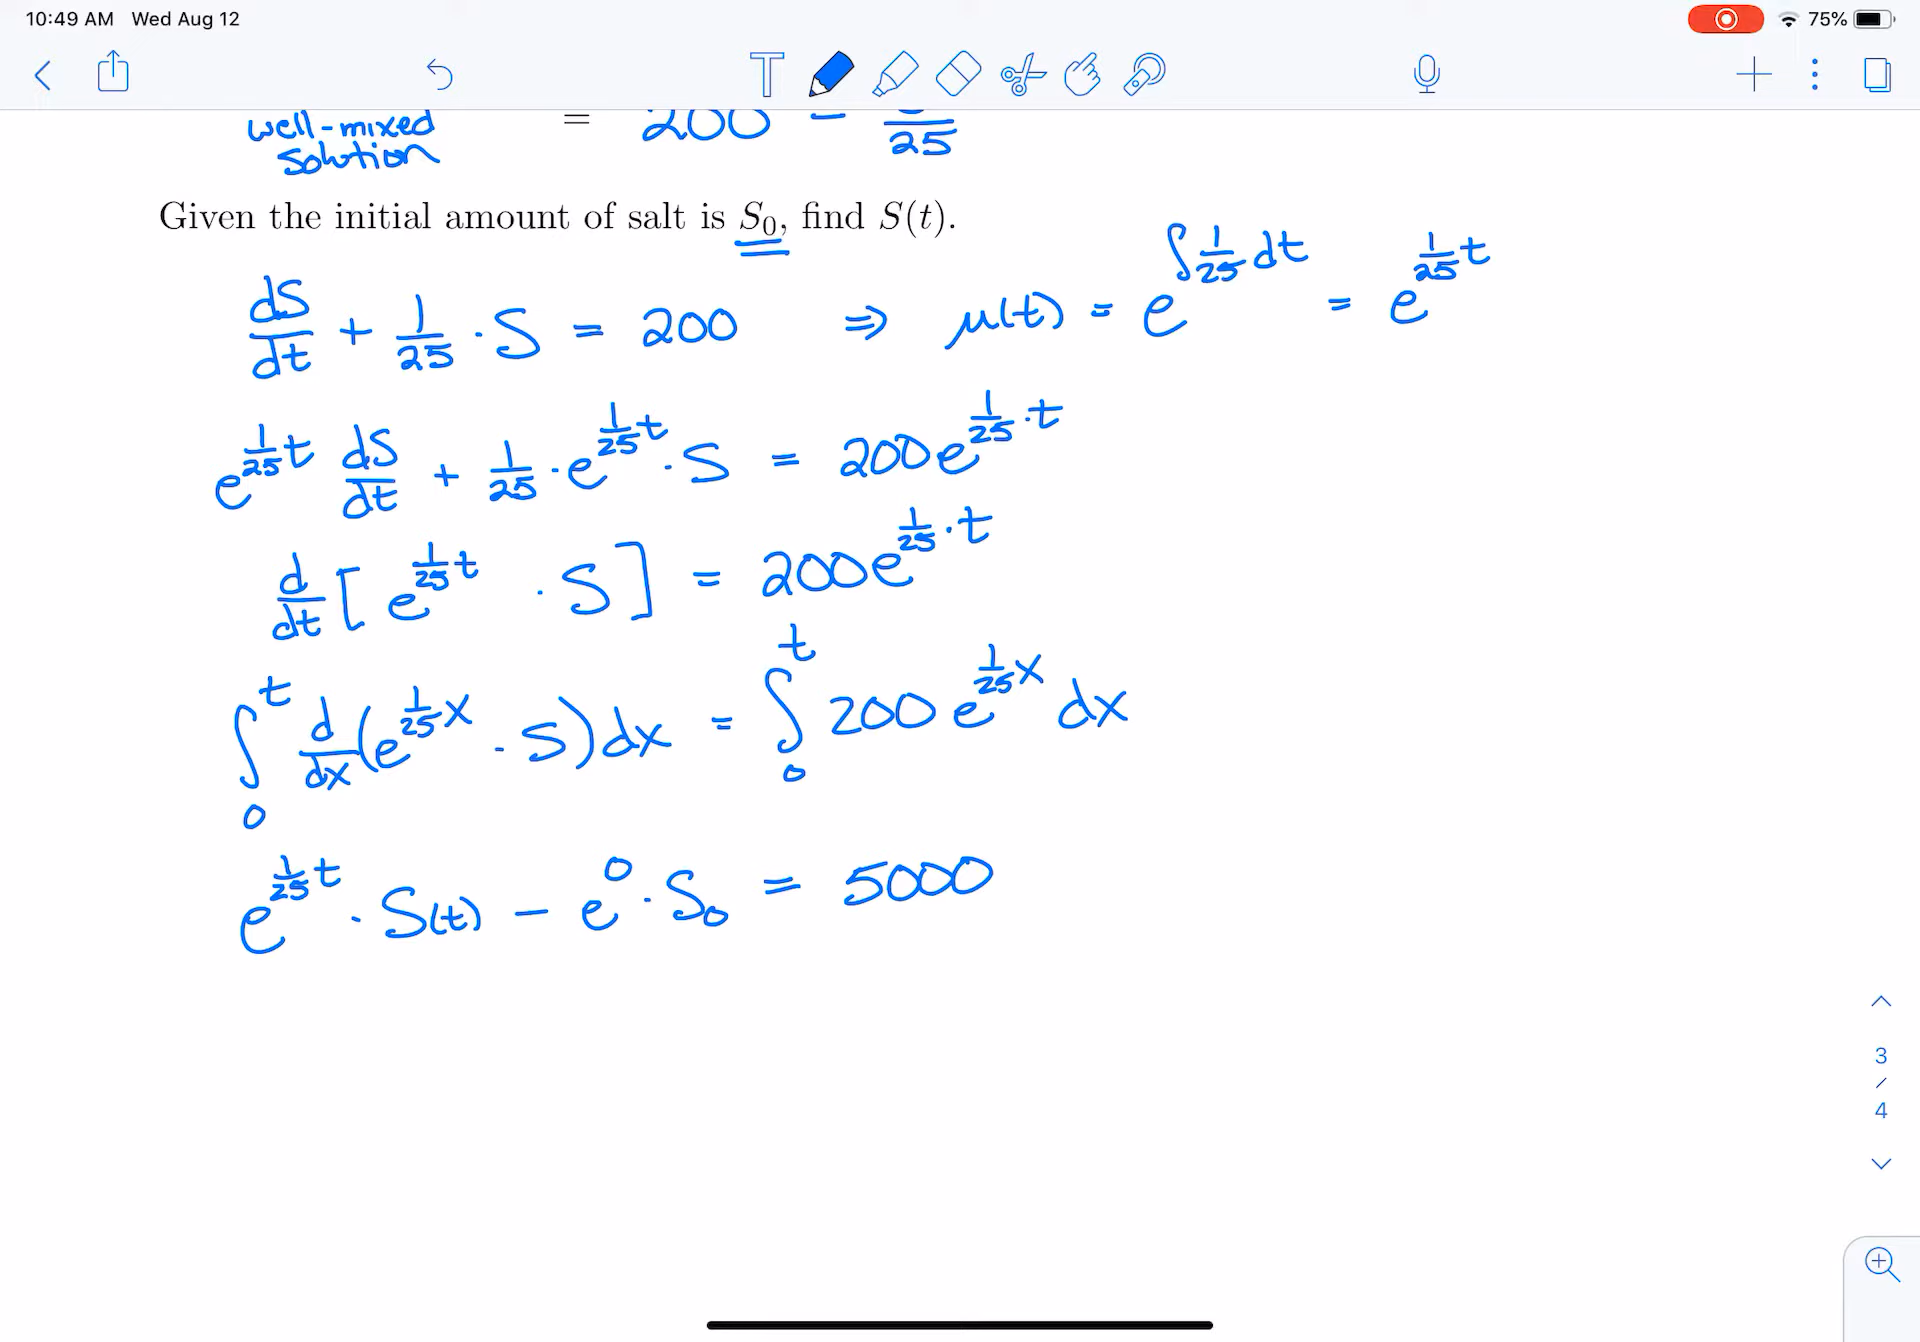 10:49 AM Wed Aug 12 75%
T
well-mixed
solution
= 200 - /25
Given the initial amount of salt is S₀, find S(t).
dS/dt + 1/25 · S = 200 ⇒ μ(t) = e^(∫ 1/25 dt) = e^(1/25 t)
e^(1/25 t) dS/dt + 1/25 · e^(1/25 t) · S = 200e^(1/25 · t)
d/dt [ e^(1/25 t) · S ] = 200e^(1/25 · t)
∫₀^t d/dx (e^(1/25 x) · S) dx = ∫₀^t 200 e^(1/25 x) dx
e^(1/25 t) · S(t) - e^0 · S₀ = 5000
3
/
4